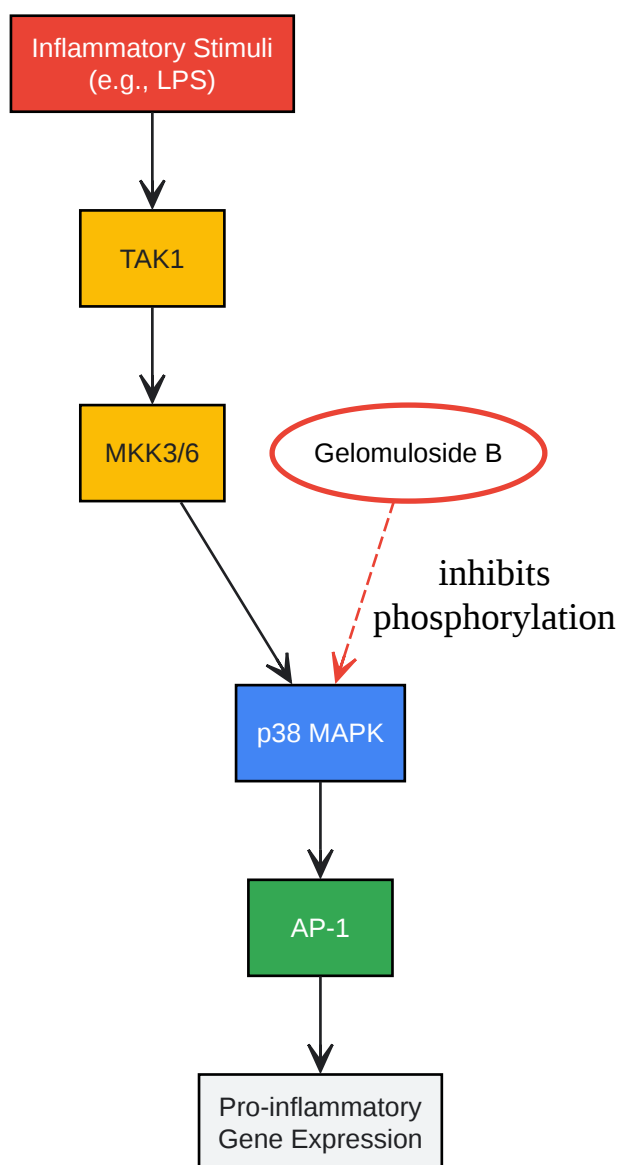 Inflammatory Stimuli
(e.g., LPS)
TAK1
MKK3/6
Gelomuloside B
inhibits
phosphorylation
p38 MAPK
AP-1
Pro-inflammatory
Gene Expression